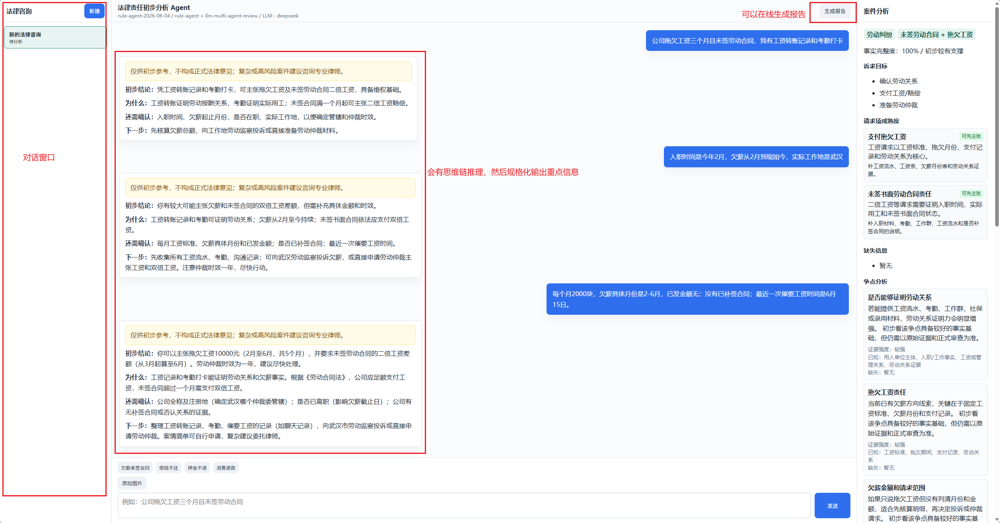 法律咨询
新建
新的法律咨询
待分析
对话窗口
法律责任初步分析 Agent
rule-agent-2026-06-04 / rule-agent + llm-multi-agent-review / LLM：deepseek
可以在线生成报告
生成报告
公司拖欠工资三个月且未签劳动合同，我有工资转账记录和考勤打卡
仅供初步参考，不构成正式法律意见；复杂或高风险案件建议咨询专业律师。
初步结论：凭工资转账记录和考勤打卡，可主张拖欠工资及未签劳动合同二倍工资，具备维权基础。
为什么：工资转账证明劳动报酬关系，考勤证明实际用工；未签合同满一个月起可主张二倍工资赔偿。
还需确认：入职时间、欠薪起止月份、是否在职、实际工作地，以便确定管辖和仲裁时效。
下一步：先核算欠薪总额，向工作地劳动监察投诉或直接准备劳动仲裁材料。
入职时间是今年2月，欠薪从2月到现如今，实际工作地是武汉
会有思维链推理，然后规格化输出重点信息
仅供初步参考，不构成正式法律意见；复杂或高风险案件建议咨询专业律师。
初步结论：你有较大可能主张欠薪和未签合同的双倍工资差额，但需补充具体金额和时效。
为什么：工资转账记录和考勤可证明劳动关系；欠薪从2月至今持续；未签书面合同依法应支付双倍工
资。
还需确认：每月工资标准、欠薪具体月份和已发金额；是否已补签合同；最近一次催要工资时间。
下一步：先收集所有工资流水、考勤、沟通记录；可向武汉劳动监察投诉欠薪，或直接申请劳动仲裁主
张工资和双倍工资。注意仲裁时效一年，尽快行动。
每个月2000块，欠薪具体月份是2-6月，已发金额无；没有已补签合同；最近一次催要工资时间是6月
15日。
仅供初步参考，不构成正式法律意见；复杂或高风险案件建议咨询专业律师。
初步结论：你可以主张拖欠工资10000元（2月至6月，共5个月），并要求未签劳动合同的二倍工资差
额（从3月起算至6月）。劳动仲裁时效为一年，建议尽快处理。
为什么：工资记录和考勤打卡能证明劳动关系和欠薪事实。根据《劳动合同法》，公司应足额支付工
资，未签合同超过一个月需支付双倍工资。
还需确认：公司全称及注册地（确定武汉哪个仲裁委管辖）；是否已离职（影响欠薪截止日）；公司有
无补签合同或否认关系的证据。
下一步：整理工资转账记录、考勤、催要工资的记录（如聊天记录），向武汉市劳动监察投诉或直接申
请劳动仲裁。案情简单可自行申请，复杂建议委托律师。
欠薪未签合同 借钱不还 押金不退 消费退款
添加图片
例如：公司拖欠工资三个月且未签劳动合同
发送
案件分析
劳动纠纷 未签劳动合同 + 拖欠工资
事实完整度：100% / 初步较有支撑
诉求目标
• 确认劳动关系
• 支付工资/赔偿
• 准备劳动仲裁
请求项成熟度
支付拖欠工资 可先主张
工资请求以工资标准、拖欠月份、支付记
录和劳动关系为核心。
补工资流水、工资条、欠薪月份表和劳动关系证
据。
未签书面劳动合同责任 可先主张
二倍工资等请求需要证明入职时间、实际
用工和未签书面合同状态。
补入职材料、考勤、工作群、工资流水和是否补
签合同的说明。
缺失信息
• 暂无
争点分析
是否能够证明劳动关系
若能提供工资流水、考勤、工作群、社保
或录用材料，劳动关系证明力会明显增
强。 初步看该争点具备较好的事实基
础，但仍需以原始证据和正式审查为准。
证据强度：较强
已知：用人单位主体、入职/工作事实、工资或管
理关系、劳动关系证据
缺失：暂无
拖欠工资责任
当前已有欠薪方向线索，关键在于固定工
资标准、欠薪月份和支付记录。 初步看
该争点具备较好的事实基础，但仍需以原
始证据和正式审查为准。
证据强度：较强
已知：工资标准、拖欠期间、支付记录、劳动关
系
缺失：暂无
欠薪金额和请求范围
如果只说拖欠工资但没有列清月份和金
额，适合先核算明细，再决定投诉或仲裁
请求。 初步看该争点具备较好的事实基